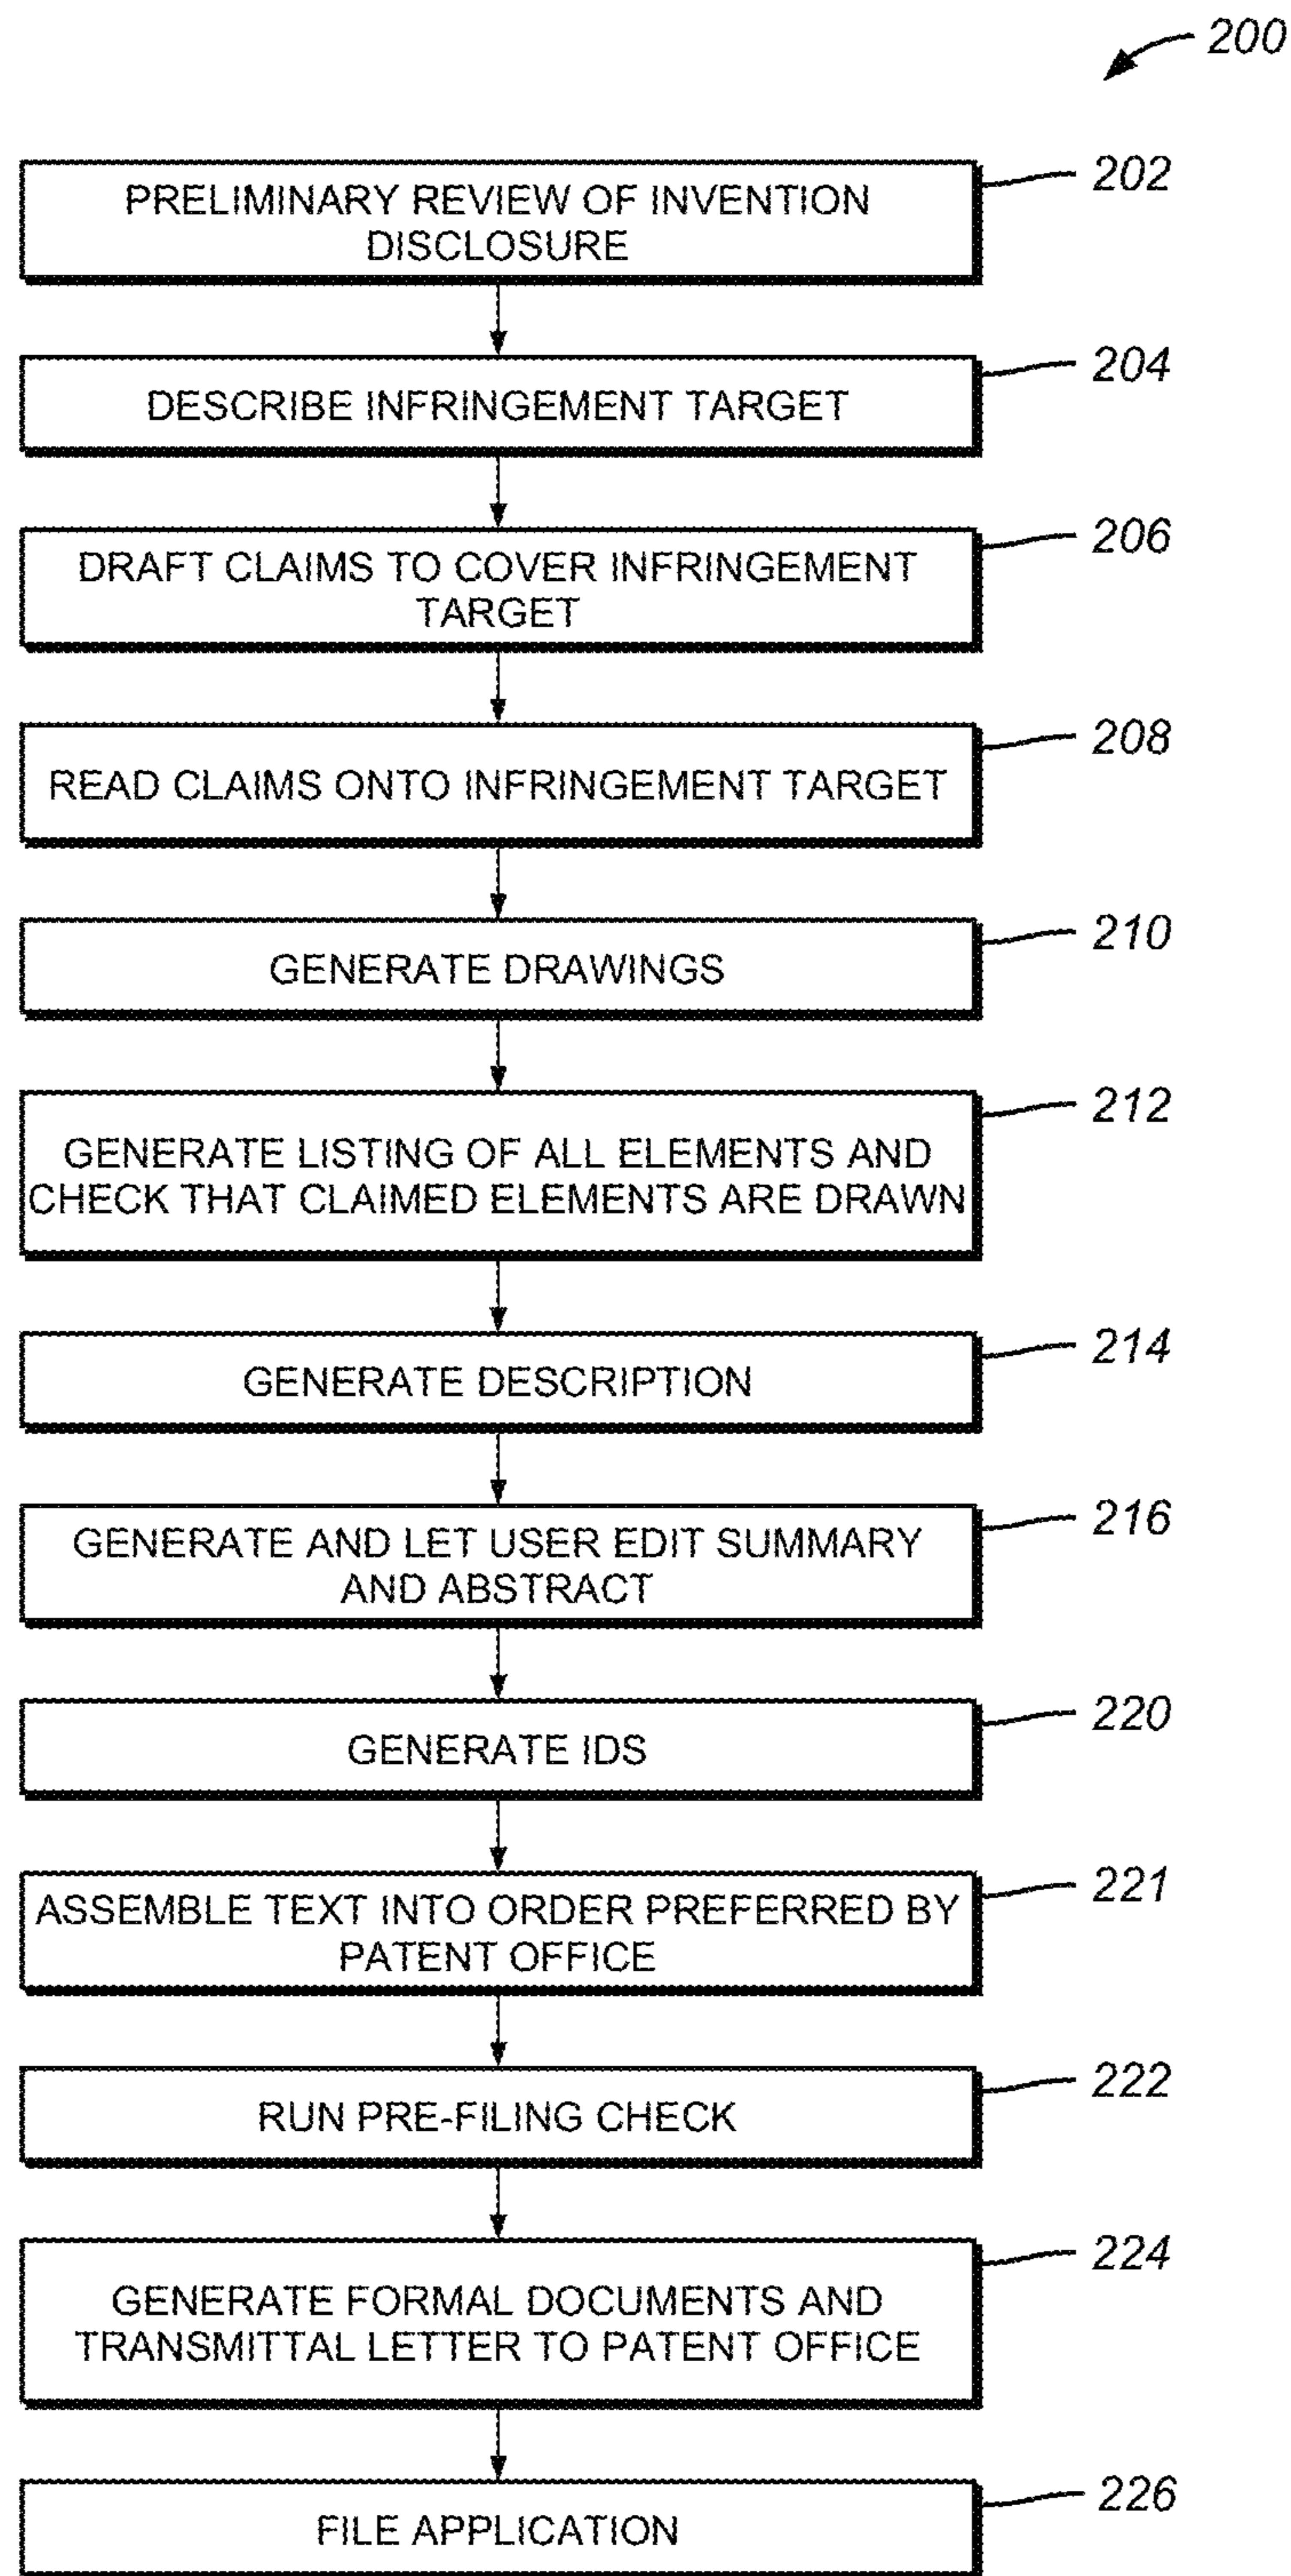 200
PRELIMINARY REVIEW OF INVENTION
DISCLOSURE
202
DESCRIBE INFRINGEMENT TARGET
204
DRAFT CLAIMS TO COVER INFRINGEMENT
TARGET
206
READ CLAIMS ONTO INFRINGEMENT TARGET
208
GENERATE DRAWINGS
210
GENERATE LISTING OF ALL ELEMENTS AND
CHECK THAT CLAIMED ELEMENTS ARE DRAWN
212
GENERATE DESCRIPTION
214
GENERATE AND LET USER EDIT SUMMARY
AND ABSTRACT
216
GENERATE IDS
220
ASSEMBLE TEXT INTO ORDER PREFERRED BY
PATENT OFFICE
221
RUN PRE-FILING CHECK
222
GENERATE FORMAL DOCUMENTS AND
TRANSMITTAL LETTER TO PATENT OFFICE
224
FILE APPLICATION
226